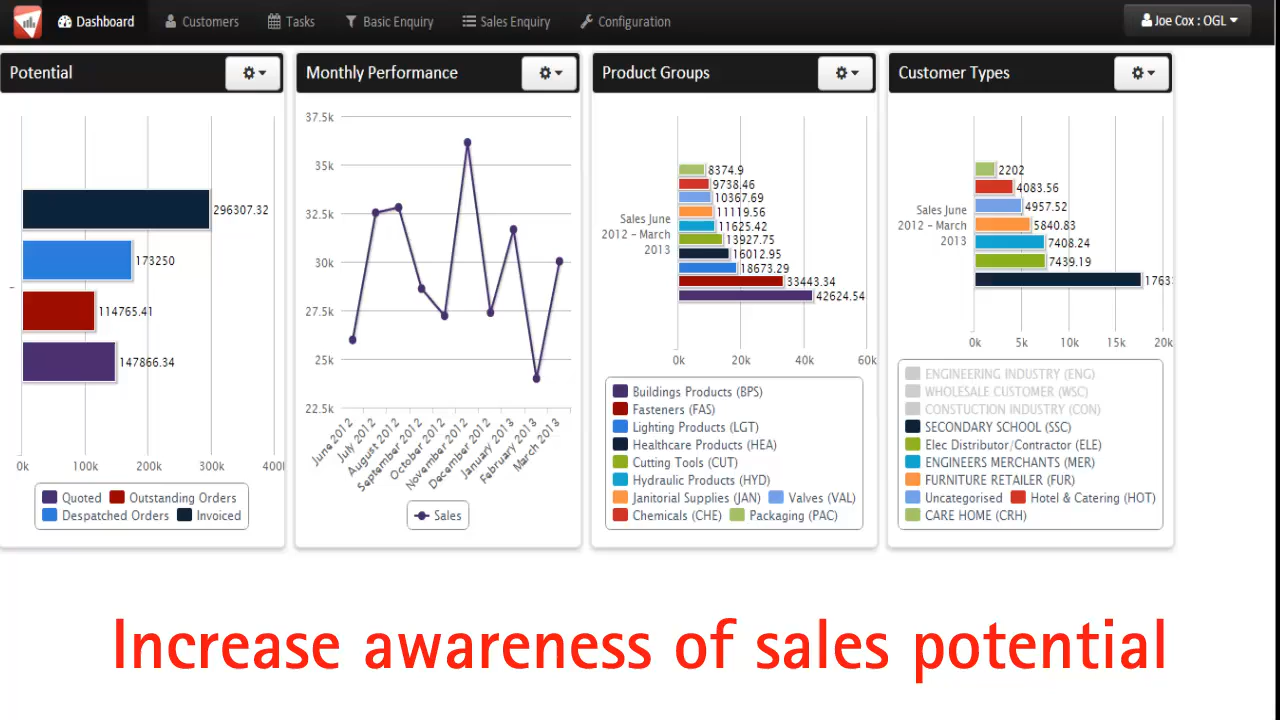 Dashboard Customers Tasks Basic Enquiry Sales Enquiry Configuration Joe Cox : OGL
Potential
296307.32
173250
114765.41
147866.34
0k 100k 200k 300k 400k
Quoted Outstanding Orders
Despatched Orders Invoiced
Monthly Performance
37.5k
35k
32.5k
30k
27.5k
25k
22.5k
June 2012 July 2012 August 2012 September 2012 October 2012 November 2012 December 2012 January 2013 February 2013 March 2013
Sales
Product Groups
Sales June
2012 - March
2013
8374.9
9738.46
10367.69
11119.56
11625.42
13927.75
16012.95
18673.29
33443.34
42624.54
0k 20k 40k 60k
Buildings Products (BPS)
Fasteners (FAS)
Lighting Products (LGT)
Healthcare Products (HEA)
Cutting Tools (CUT)
Hydraulic Products (HYD)
Janitorial Supplies (JAN) Valves (VAL)
Chemicals (CHE) Packaging (PAC)
Customer Types
Sales June
2012 - March
2013
2202
4083.56
4957.52
5840.83
7408.24
7439.19
1763
0k 5k 10k 15k 20k
ENGINEERING INDUSTRY (ENG)
WHOLESALE CUSTOMER (WSC)
CONSTUCTION INDUSTRY (CON)
SECONDARY SCHOOL (SSC)
Elec Distributor/Contractor (ELE)
ENGINEERS MERCHANTS (MER)
FURNITURE RETAILER (FUR)
Uncategorised Hotel & Catering (HOT)
CARE HOME (CRH)
Increase awareness of sales potential